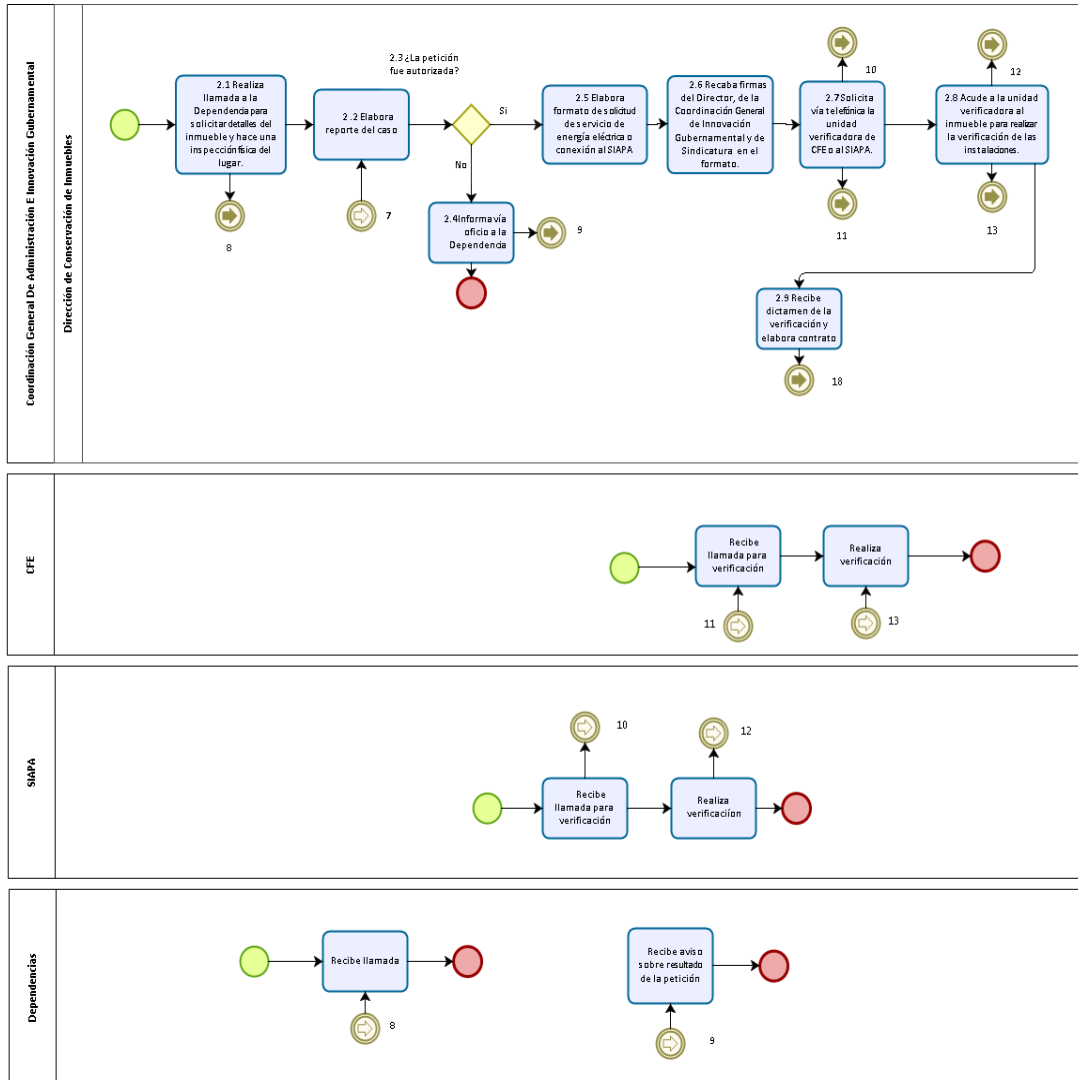 Coordinación General De Administración E Innovación Gubernamental
Dirección de Conservación de Inmuebles
2.1 Realiza
llamada a la
Dependencia para
solicitar detalles del
inmueble y hace una
inspección física del
lugar.
8
2.2 Elabora
reporte del caso
7
2.3 ¿La petición
fue autorizada?
Si
No
2.4 Informa vía
oficio a la
Dependencia
9
2.5 Elabora
formato de solicitud
de servicio de
energía eléctrica o
conexión al SIAPA
2.6 Recaba firmas
del Director, de la
Coordinación General
de Innovación
Gubernamental y de
Sindicatura en el
formato.
10
2.7 Solicita
vía telefónica la
unidad
verificadora de
CFE o al SIAPA.
11
12
2.8 Acude a la unidad
verificadora al
inmueble para realizar
la verificación de las
instalaciones.
13
2.9 Recibe
dictamen de la
verificación y
elabora contrato
18
CFE
Recibe
llamada para
verificación
11
Realiza
verificación
13
SIAPA
10
Recibe
llamada para
verificación
12
Realiza
verificaciíon
Dependencias
Recibe llamada
8
Recibe aviso
sobre resultado
de la petición
9